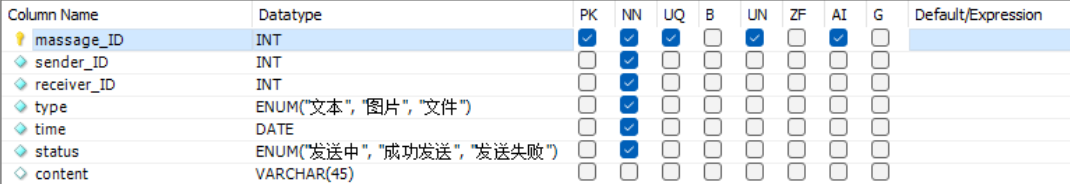 Column Name Datatype PK NN UQ B UN ZF AI G Default/Expression
massage_ID INT
sender_ID INT
receiver_ID INT
type ENUM("文本", "图片", "文件")
time DATE
status ENUM("发送中", "成功发送", "发送失败")
content VARCHAR(45)